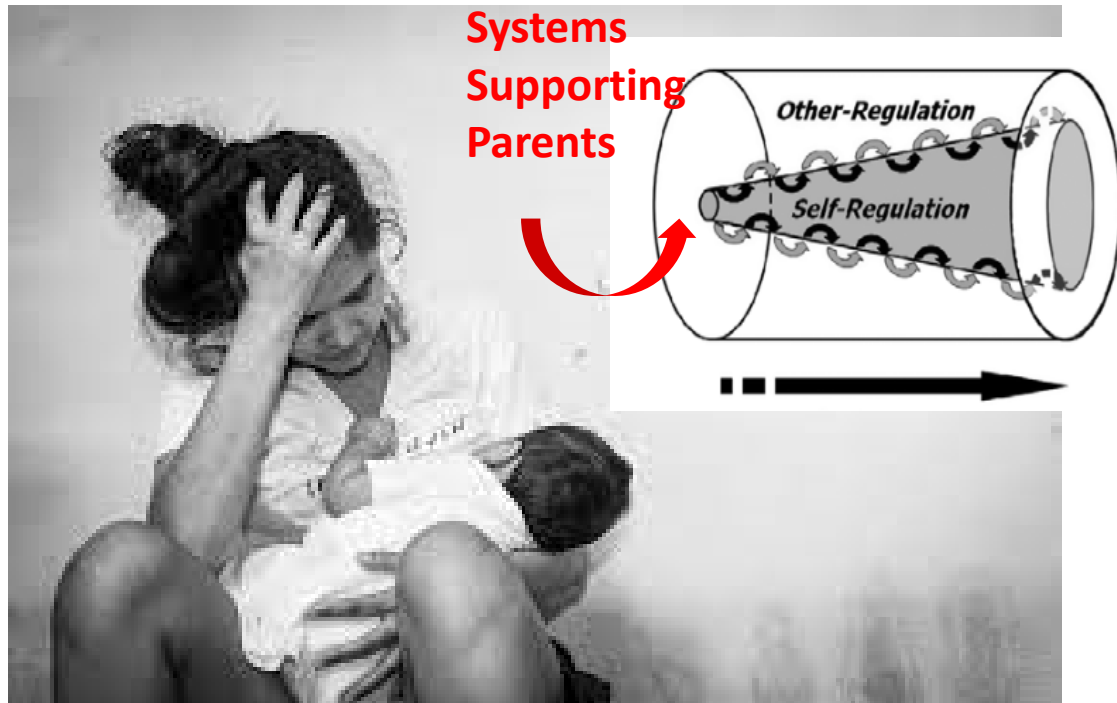 Systems
Supporting
Parents
Other-Regulation
Self-Regulation